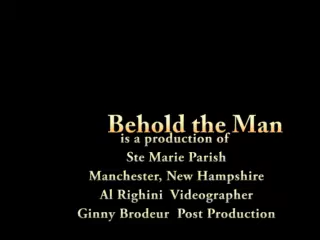 Behold the Man
is a production of
Ste Marie Parish
Manchester, New Hampshire
Al Righini Videographer
Ginny Brodeur Post Production